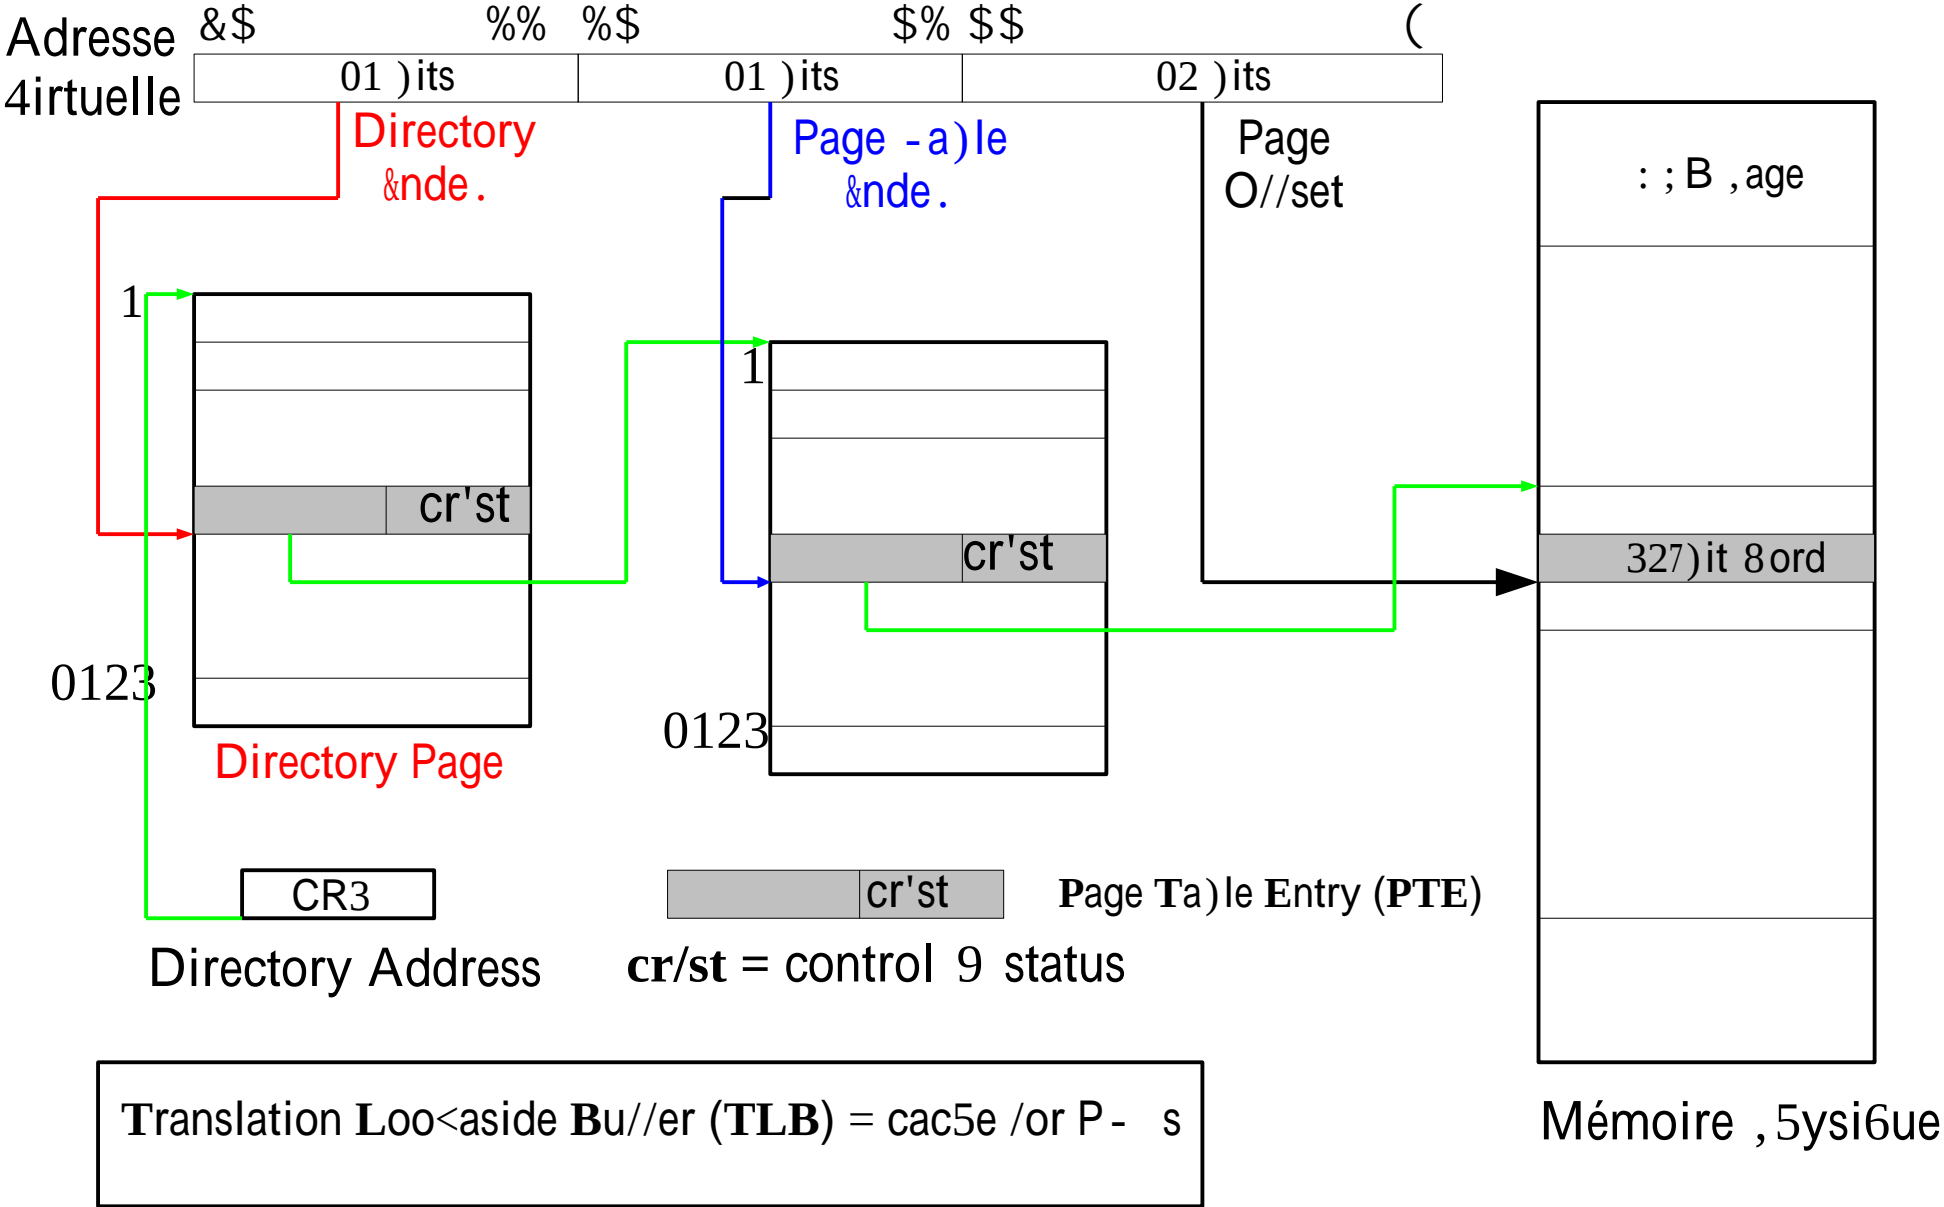 Adresse
4irtuelle
&$ %% %$ $% $$ (
01 )its 01 )its 02 )its
Directory
&nde.
Page -a)le
&nde.
Page
O//set
: ; B ,age
1
1
cr'st
cr'st
327)it 8ord
0123
0123
Directory Page
CR3
Directory Address
cr'st
Page Ta)le Entry (PTE)
cr/st = control 9 status
Translation Loo<aside Bu//er (TLB) = cac5e /or P- s
Mémoire ,5ysi6ue